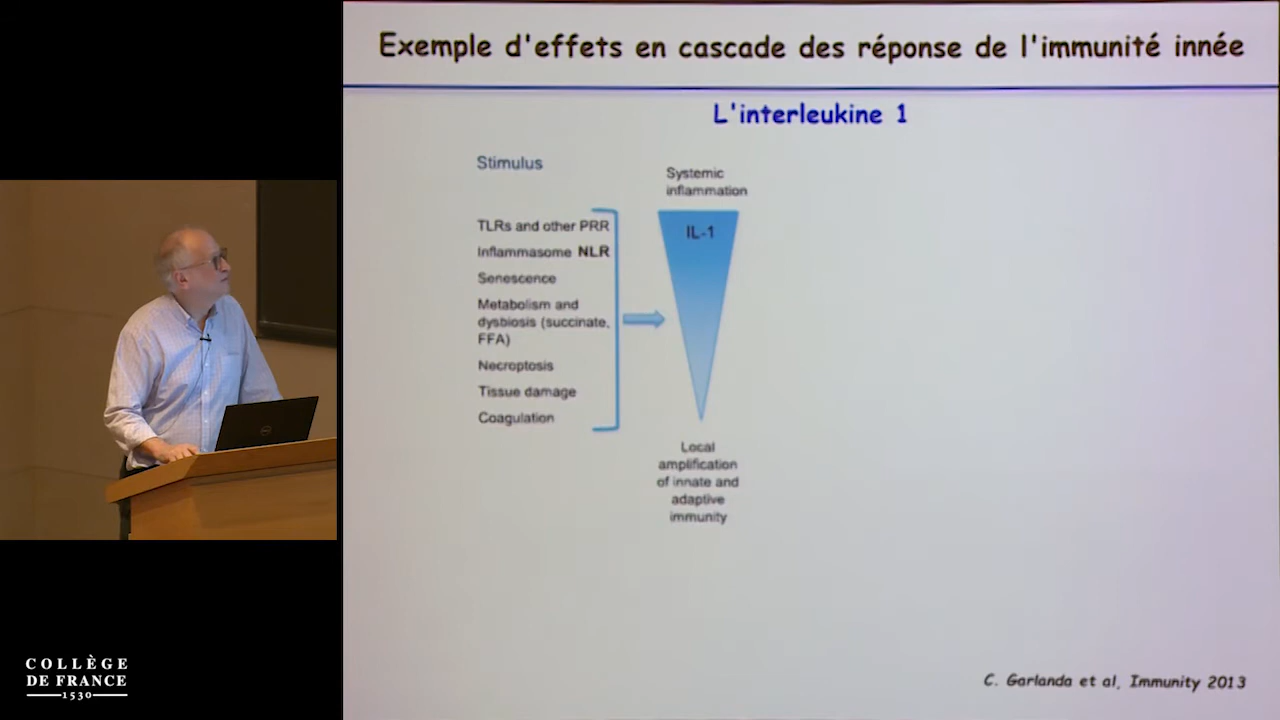 Exemple d'effets en cascade des réponse de l'immunité innée
L'interleukine 1
Stimulus
TLRs and other PRR
Inflammasome NLR
Senescence
Metabolism and
dysbiosis (succinate,
FFA)
Necroptosis
Tissue damage
Coagulation
Systemic
inflammation
IL-1
Local
amplification
of innate and
adaptive
immunity
C. Garlanda et al, Immunity 2013
COLLÈGE
DE FRANCE
1530
DELL